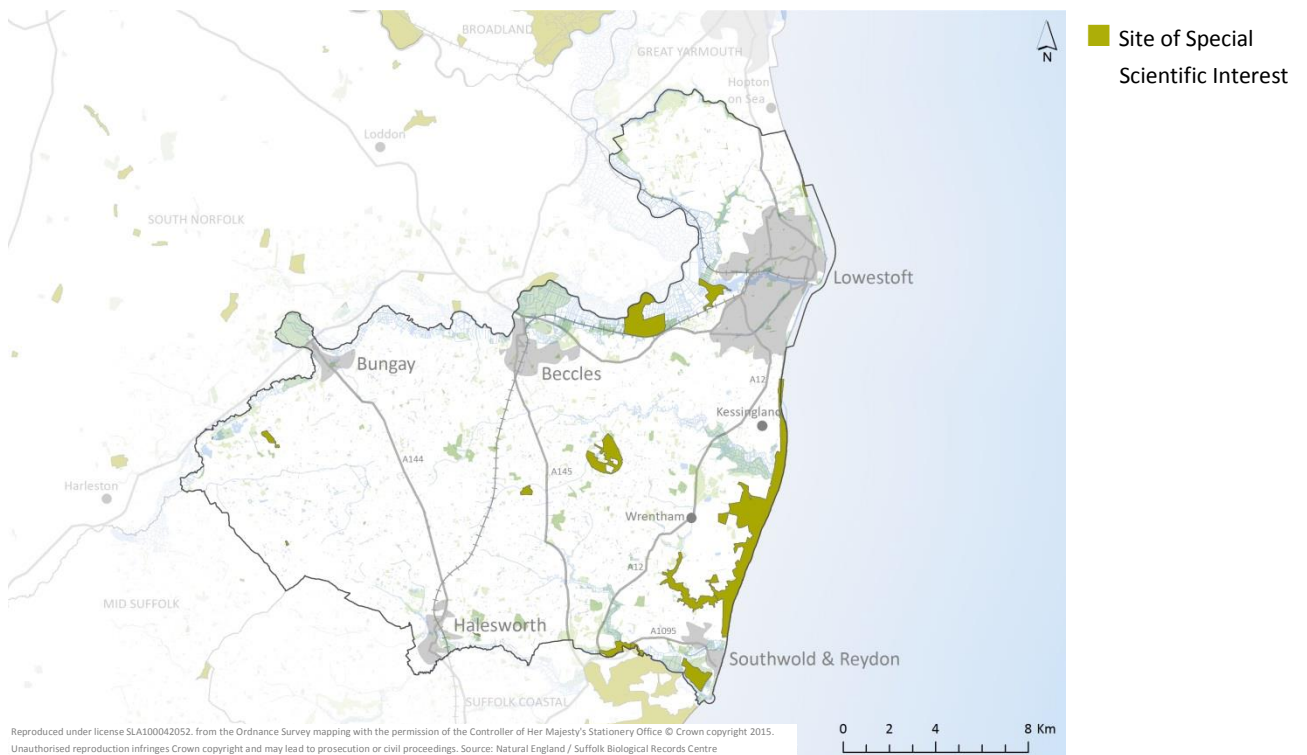 BROADLAND
GREAT YARMOUTH
N
Site of Special
Scientific Interest
Hopton
on Sea
Loddon
SOUTH NORFOLK
Lowestoft
Bungay
Beccles
A12
Kessingland
A144
A145
Harleston
Wrentham
A12
MID SUFFOLK
Halesworth
A1095
Southwold & Reydon
SUFFOLK COASTAL
0 2 4 8 Km
Reproduced under license SLA100042052. from the Ordnance Survey mapping with the permission of the Controller of Her Majesty's Stationery Office © Crown copyright 2015.
Unauthorised reproduction infringes Crown copyright and may lead to prosecution or civil proceedings. Source: Natural England / Suffolk Biological Records Centre